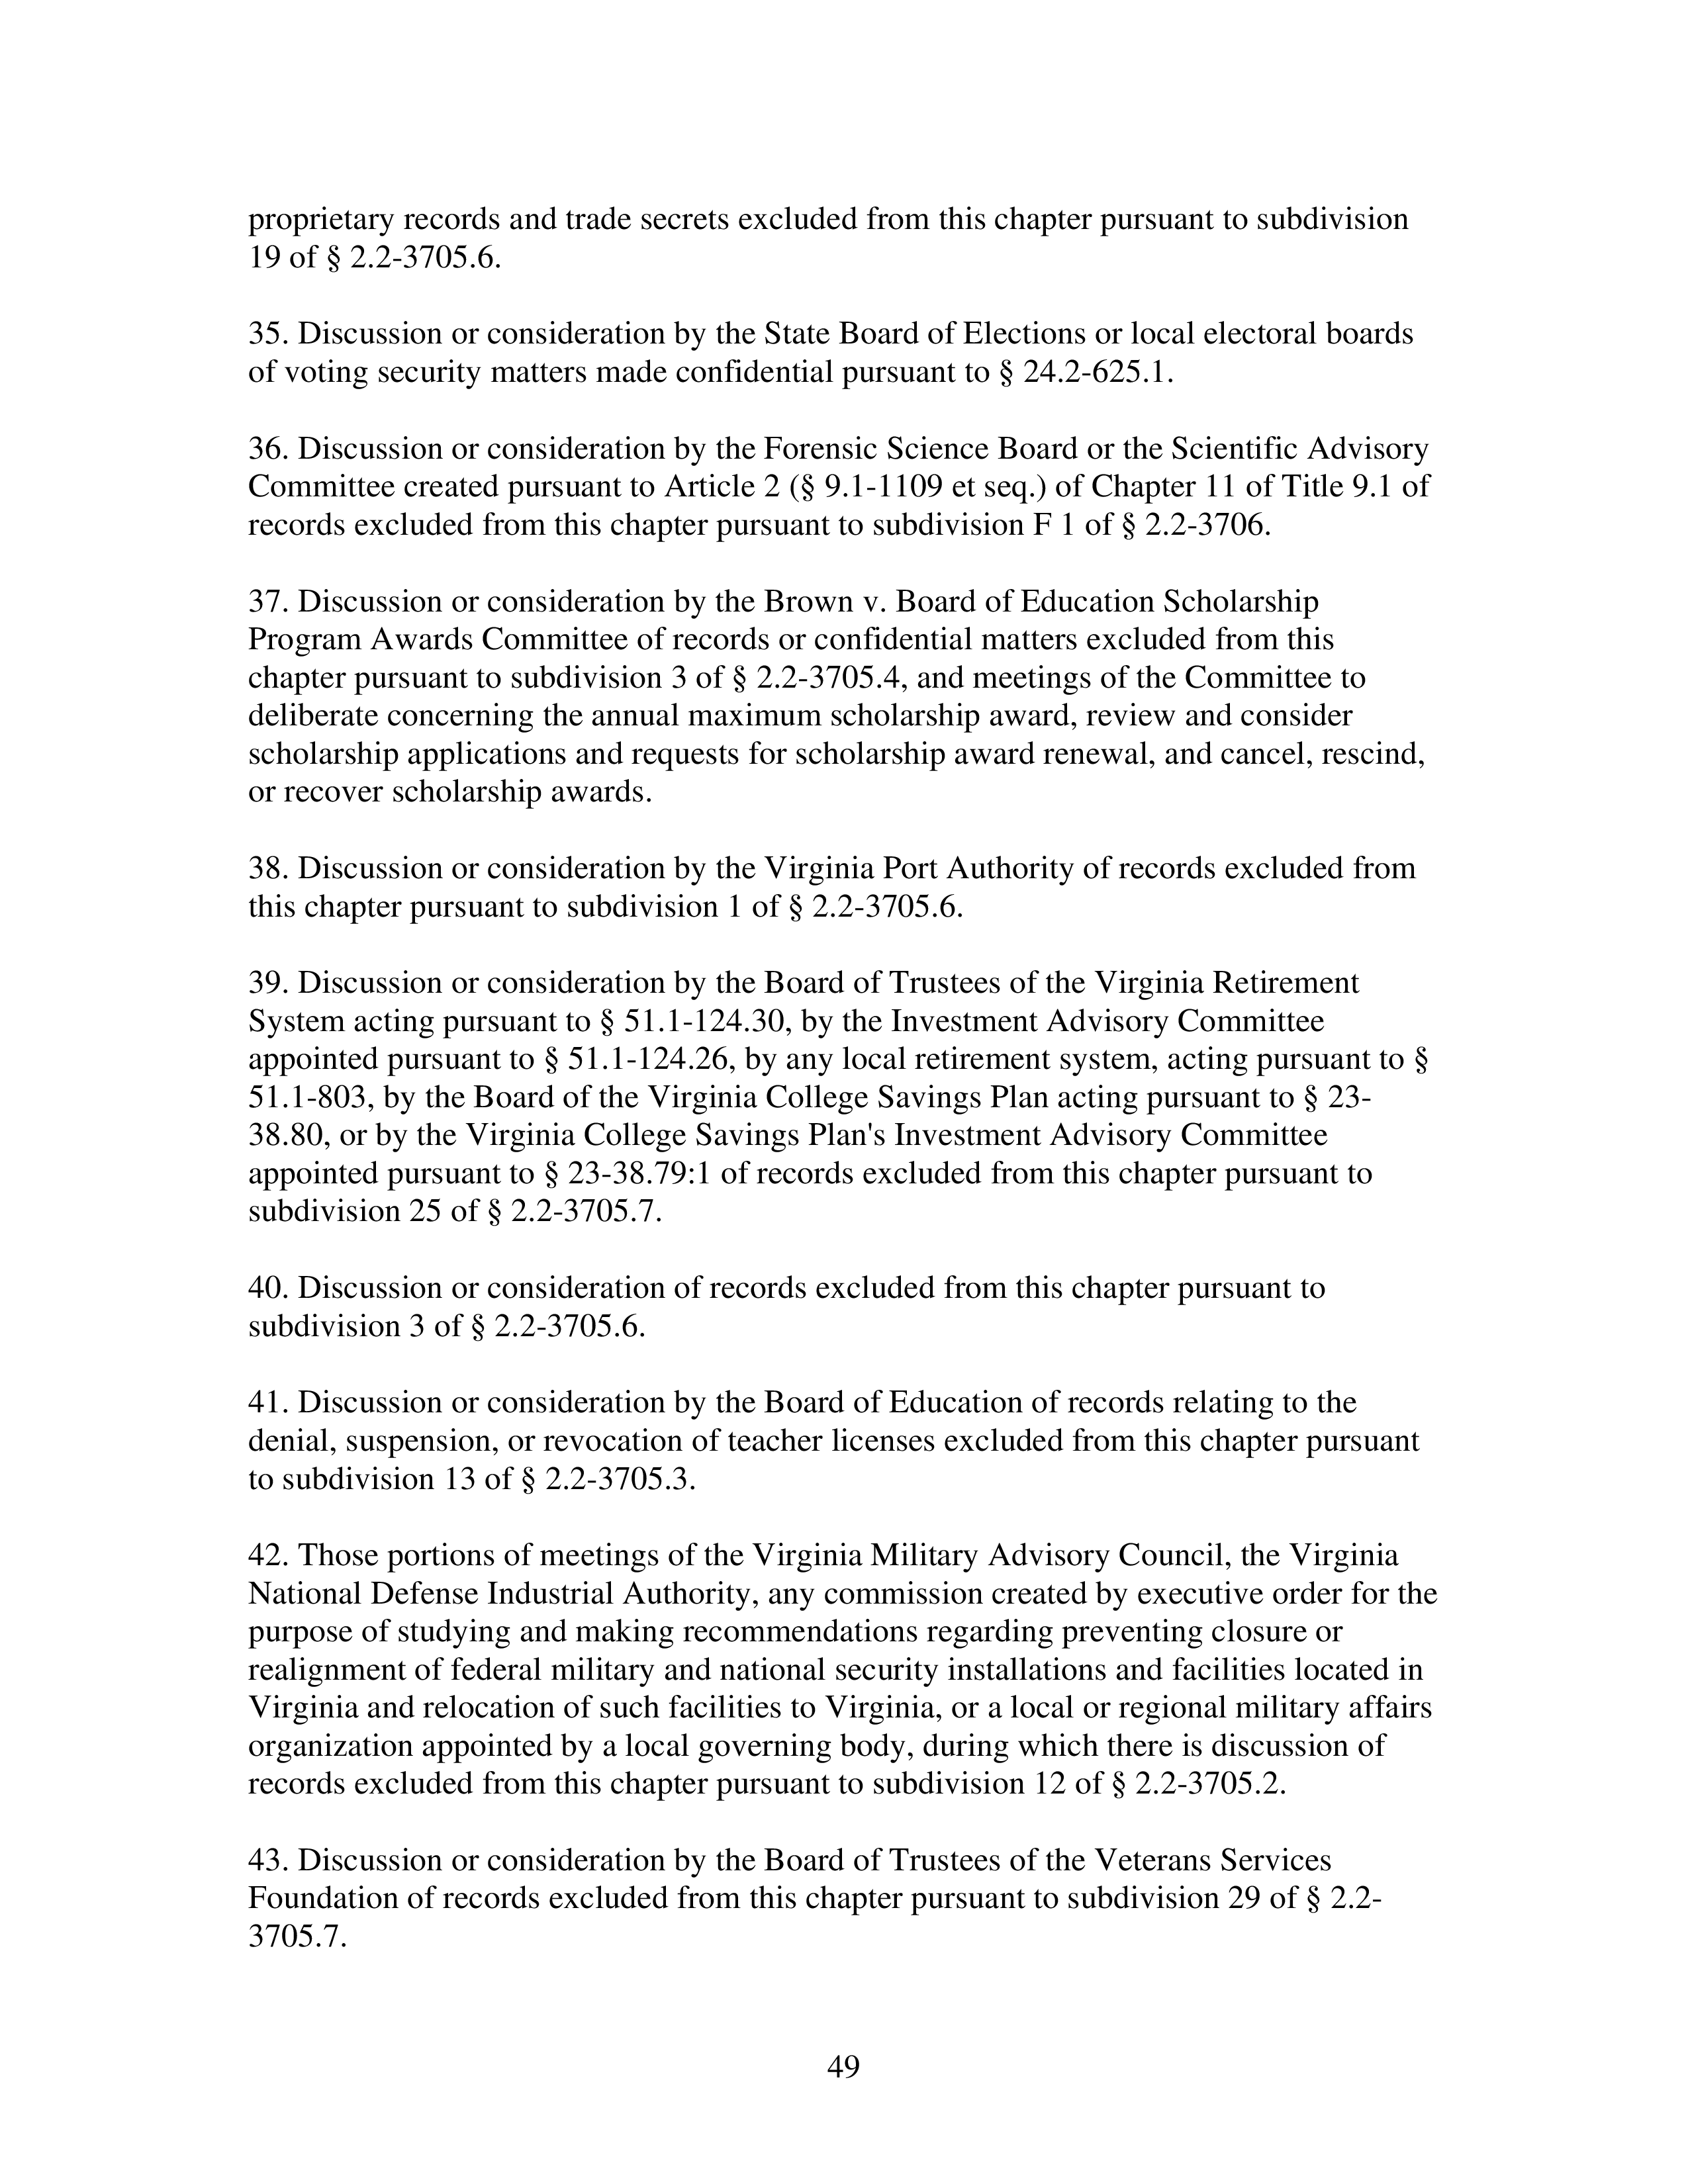 proprietary records and trade secrets excluded from this chapter pursuant to subdivision
19 of § 2.2-3705.6.
35. Discussion or consideration by the State Board of Elections or local electoral boards
of voting security matters made confidential pursuant to § 24.2-625.1.
36. Discussion or consideration by the Forensic Science Board or the Scientific Advisory
Committee created pursuant to Article 2 (§ 9.1-1109 et seq.) of Chapter 11 of Title 9.1 of
records excluded from this chapter pursuant to subdivision F 1 of § 2.2-3706.
37. Discussion or consideration by the Brown v. Board of Education Scholarship
Program Awards Committee of records or confidential matters excluded from this
chapter pursuant to subdivision 3 of § 2.2-3705.4, and meetings of the Committee to
deliberate concerning the annual maximum scholarship award, review and consider
scholarship applications and requests for scholarship award renewal, and cancel, rescind,
or recover scholarship awards.
38. Discussion or consideration by the Virginia Port Authority of records excluded from
this chapter pursuant to subdivision 1 of § 2.2-3705.6.
39. Discussion or consideration by the Board of Trustees of the Virginia Retirement
System acting pursuant to § 51.1-124.30, by the Investment Advisory Committee
appointed pursuant to § 51.1-124.26, by any local retirement system, acting pursuant to §
51.1-803, by the Board of the Virginia College Savings Plan acting pursuant to § 23-
38.80, or by the Virginia College Savings Plan's Investment Advisory Committee
appointed pursuant to § 23-38.79:1 of records excluded from this chapter pursuant to
subdivision 25 of § 2.2-3705.7.
40. Discussion or consideration of records excluded from this chapter pursuant to
subdivision 3 of § 2.2-3705.6.
41. Discussion or consideration by the Board of Education of records relating to the
denial, suspension, or revocation of teacher licenses excluded from this chapter pursuant
to subdivision 13 of § 2.2-3705.3.
42. Those portions of meetings of the Virginia Military Advisory Council, the Virginia
National Defense Industrial Authority, any commission created by executive order for the
purpose of studying and making recommendations regarding preventing closure or
realignment of federal military and national security installations and facilities located in
Virginia and relocation of such facilities to Virginia, or a local or regional military affairs
organization appointed by a local governing body, during which there is discussion of
records excluded from this chapter pursuant to subdivision 12 of § 2.2-3705.2.
43. Discussion or consideration by the Board of Trustees of the Veterans Services
Foundation of records excluded from this chapter pursuant to subdivision 29 of § 2.2-
3705.7.
49